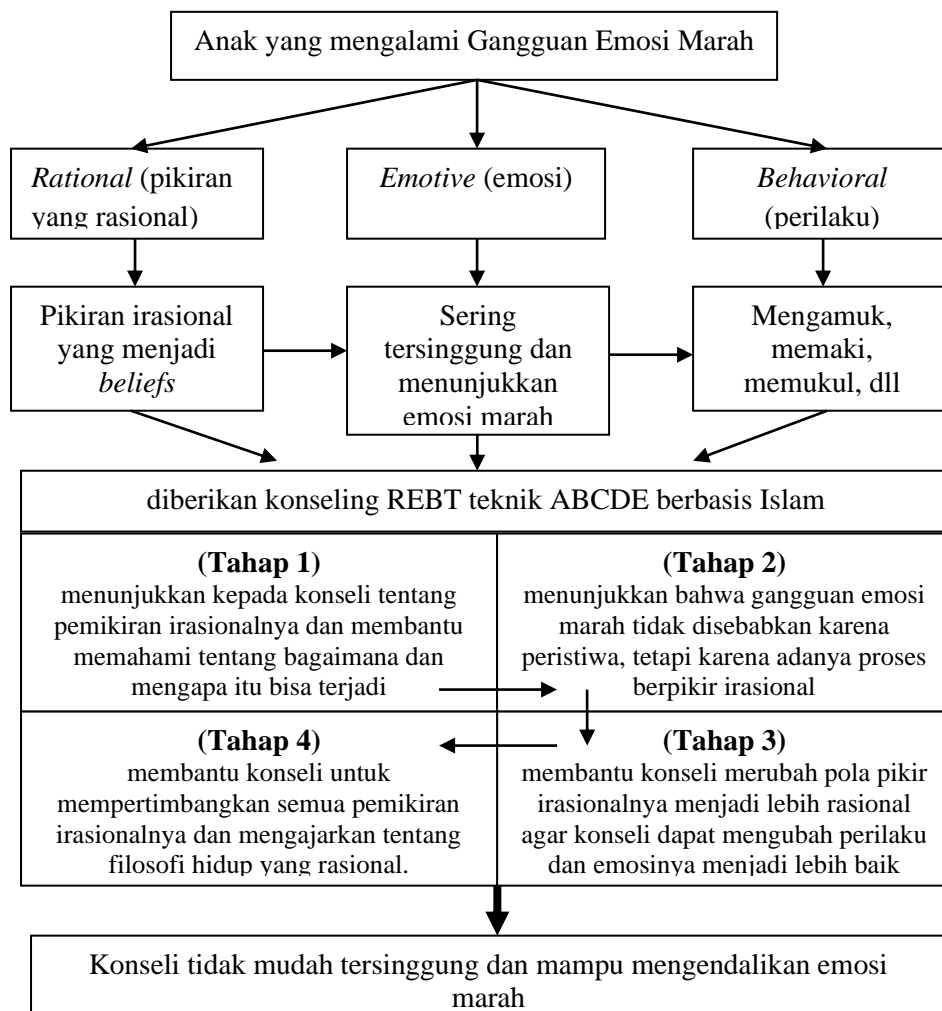 Anak yang mengalami Gangguan Emosi Marah
Rational (pikiran
yang rasional)
Emotive (emosi)
Behavioral
(perilaku)
Pikiran irasional
yang menjadi
beliefs
Sering
tersinggung dan
menunjukkan
emosi marah
Mengamuk,
memaki,
memukul, dll
diberikan konseling REBT teknik ABCDE berbasis Islam
(Tahap 1)
menunjukkan kepada konseli tentang
pemikiran irasionalnya dan membantu
memahami tentang bagaimana dan
mengapa itu bisa terjadi
(Tahap 2)
menunjukkan bahwa gangguan emosi
marah tidak disebabkan karena
peristiwa, tetapi karena adanya proses
berpikir irasional
(Tahap 4)
membantu konseli untuk
mempertimbangkan semua pemikiran
irasionalnya dan mengajarkan tentang
filosofi hidup yang rasional.
(Tahap 3)
membantu konseli merubah pola pikir
irasionalnya menjadi lebih rasional
agar konseli dapat mengubah perilaku
dan emosinya menjadi lebih baik
Konseli tidak mudah tersinggung dan mampu mengendalikan emosi
marah